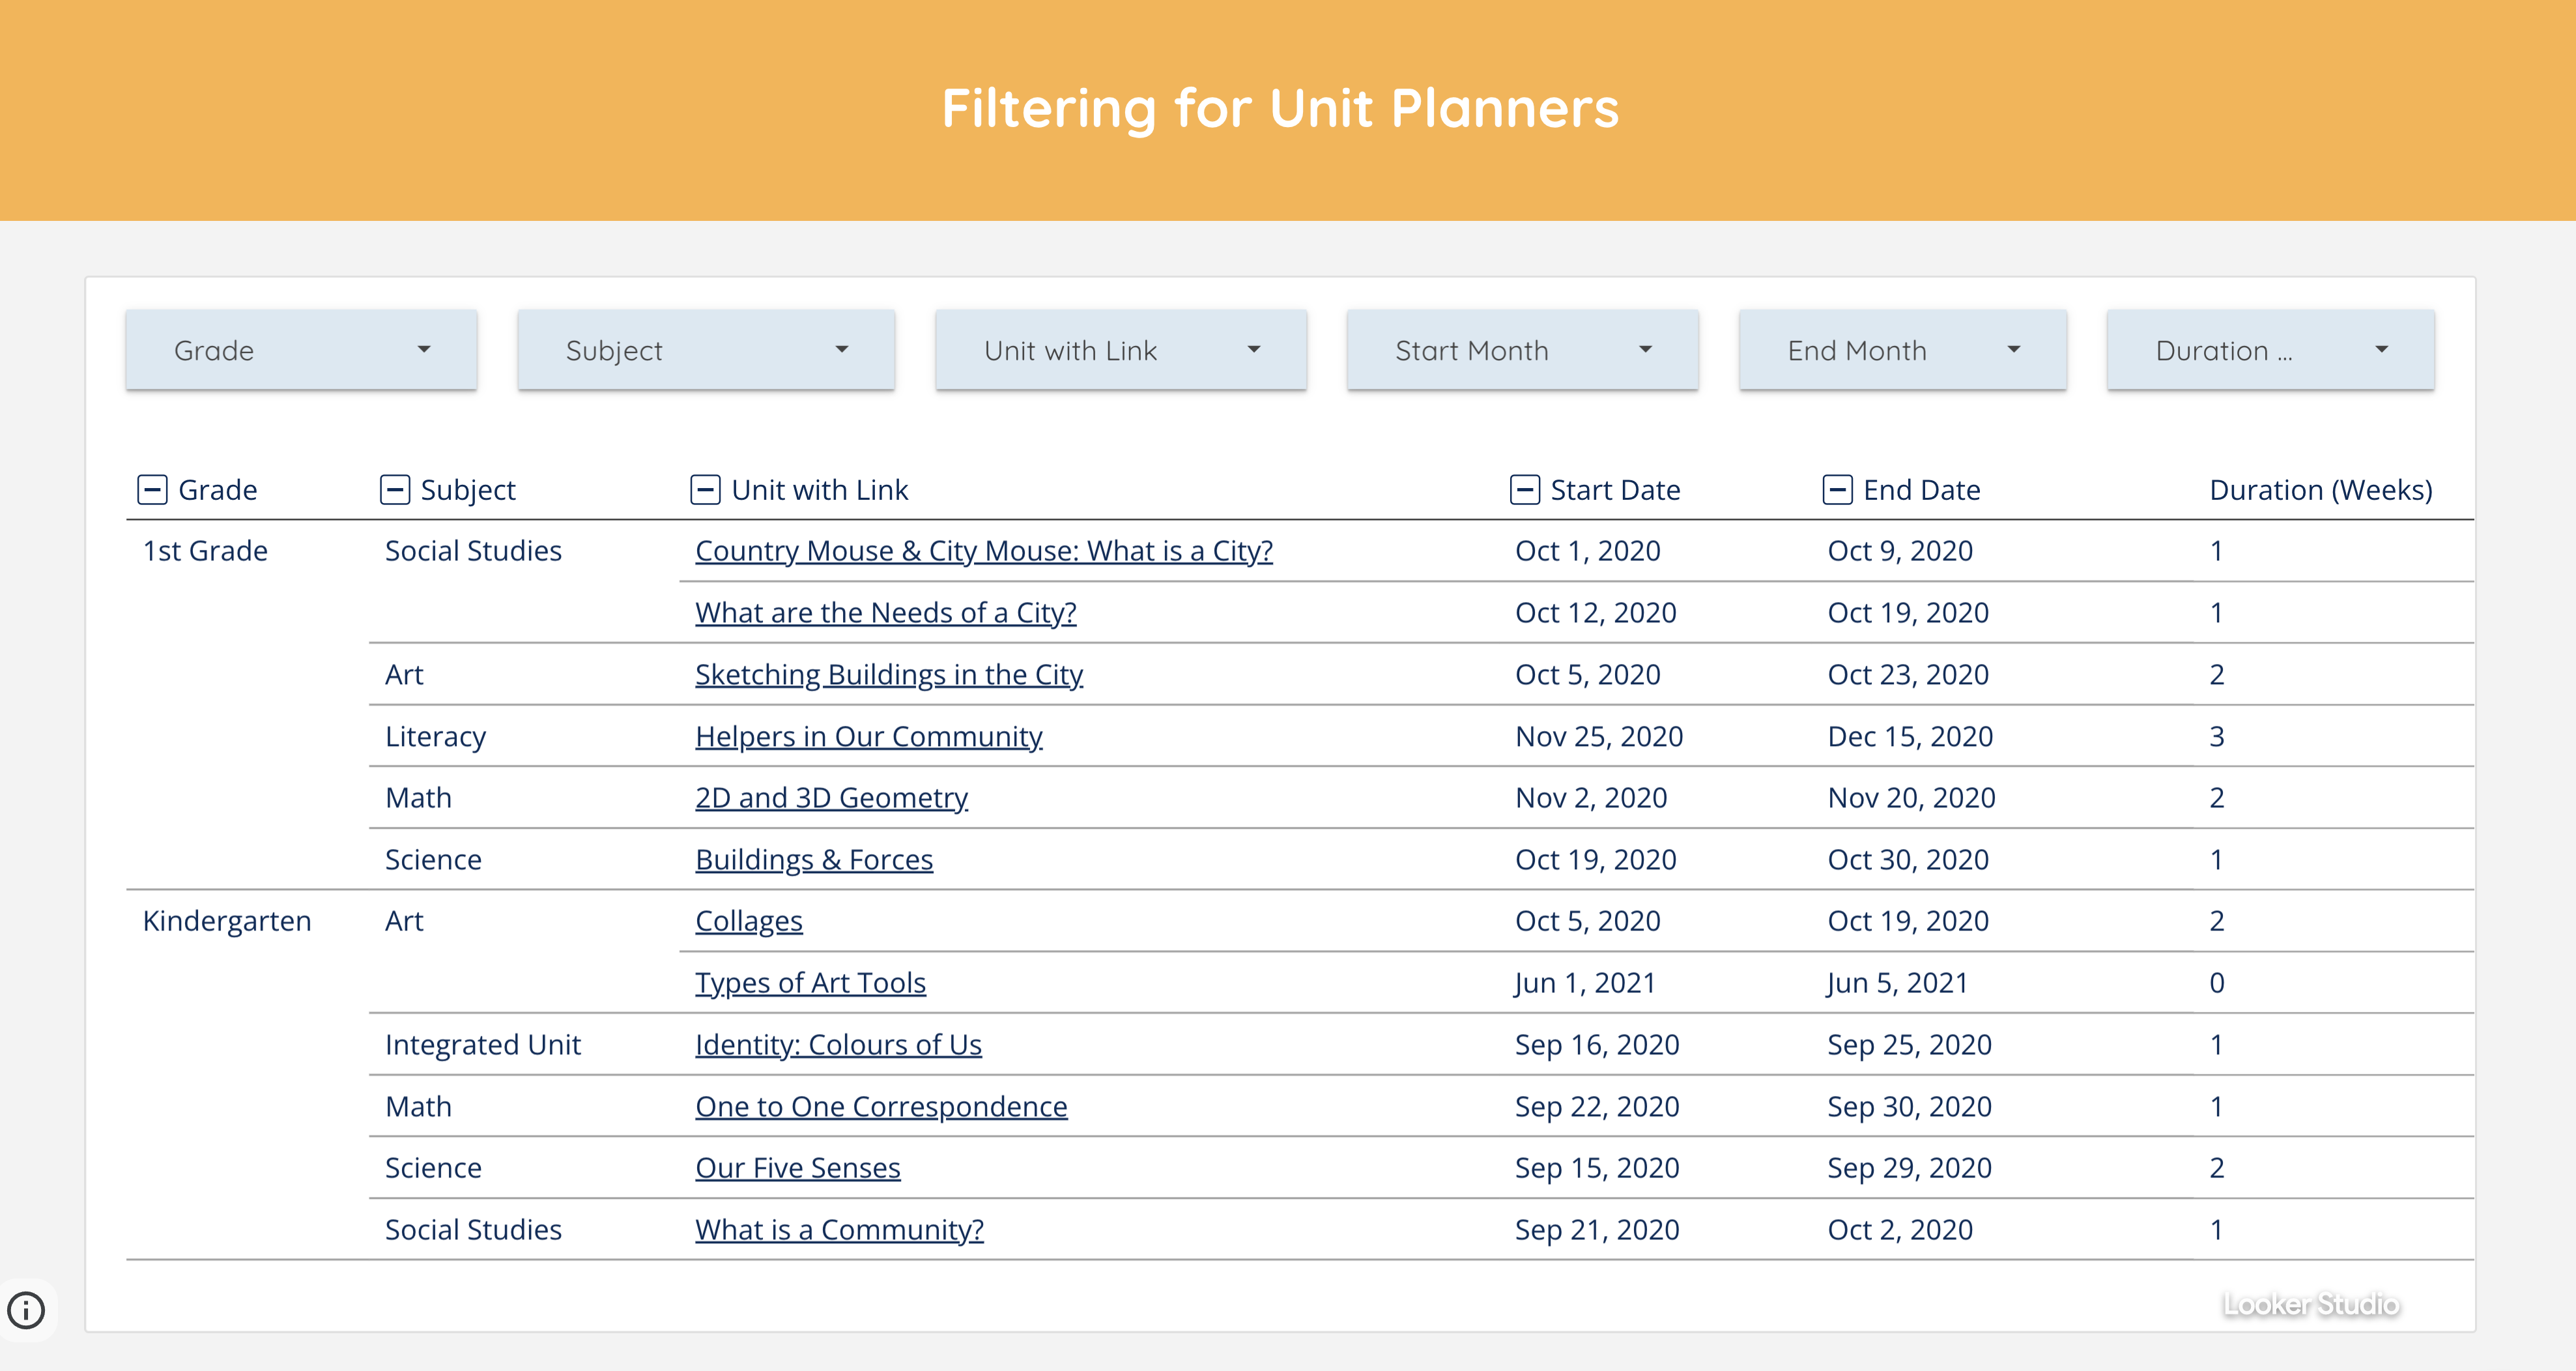 Filtering for Unit Planners
Grade Subject Unit with Link Start Month End Month Duration ...
Grade Subject Unit with Link Start Date End Date Duration (Weeks)
1st Grade Social Studies Country Mouse & City Mouse: What is a City? Oct 1, 2020 Oct 9, 2020 1
What are the Needs of a City? Oct 12, 2020 Oct 19, 2020 1
Art Sketching Buildings in the City Oct 5, 2020 Oct 23, 2020 2
Literacy Helpers in Our Community Nov 25, 2020 Dec 15, 2020 3
Math 2D and 3D Geometry Nov 2, 2020 Nov 20, 2020 2
Science Buildings & Forces Oct 19, 2020 Oct 30, 2020 1
Kindergarten Art Collages Oct 5, 2020 Oct 19, 2020 2
Types of Art Tools Jun 1, 2021 Jun 5, 2021 0
Integrated Unit Identity: Colours of Us Sep 16, 2020 Sep 25, 2020 1
Math One to One Correspondence Sep 22, 2020 Sep 30, 2020 1
Science Our Five Senses Sep 15, 2020 Sep 29, 2020 2
Social Studies What is a Community? Sep 21, 2020 Oct 2, 2020 1
Looker Studio